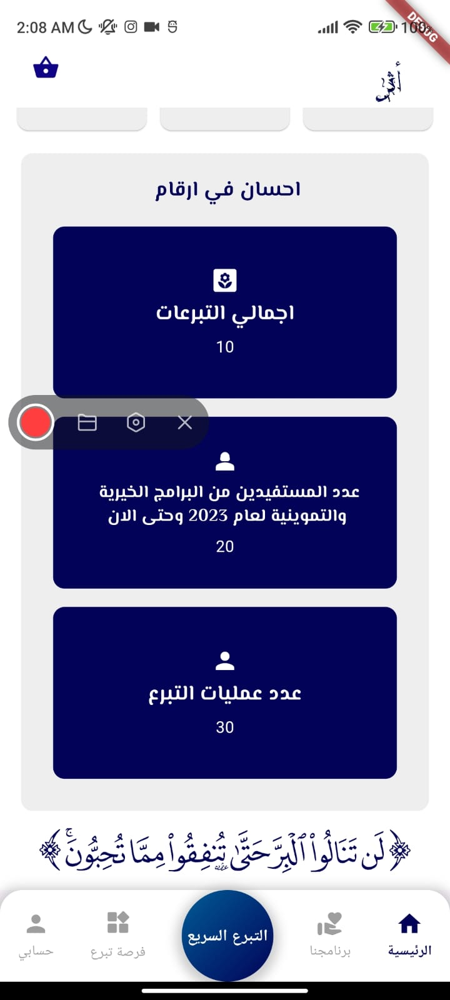 2:08 AM
100%
DEBUG
احسان في ارقام
اجمالي التبرعات
10
عدد المستفيدين من البرامج الخيرية
والتموينية لعام 2023 وحتى الان
20
عدد عمليات التبرع
30
﴿لَن تَنَالُوا۟ ٱلْبِرَّ حَتَّىٰ تُنفِقُوا۟ مِمَّا تُحِبُّونَ ۚ﴾
الرئيسية
برنامجنا
التبرع السريع
فرصة تبرع
حسابي